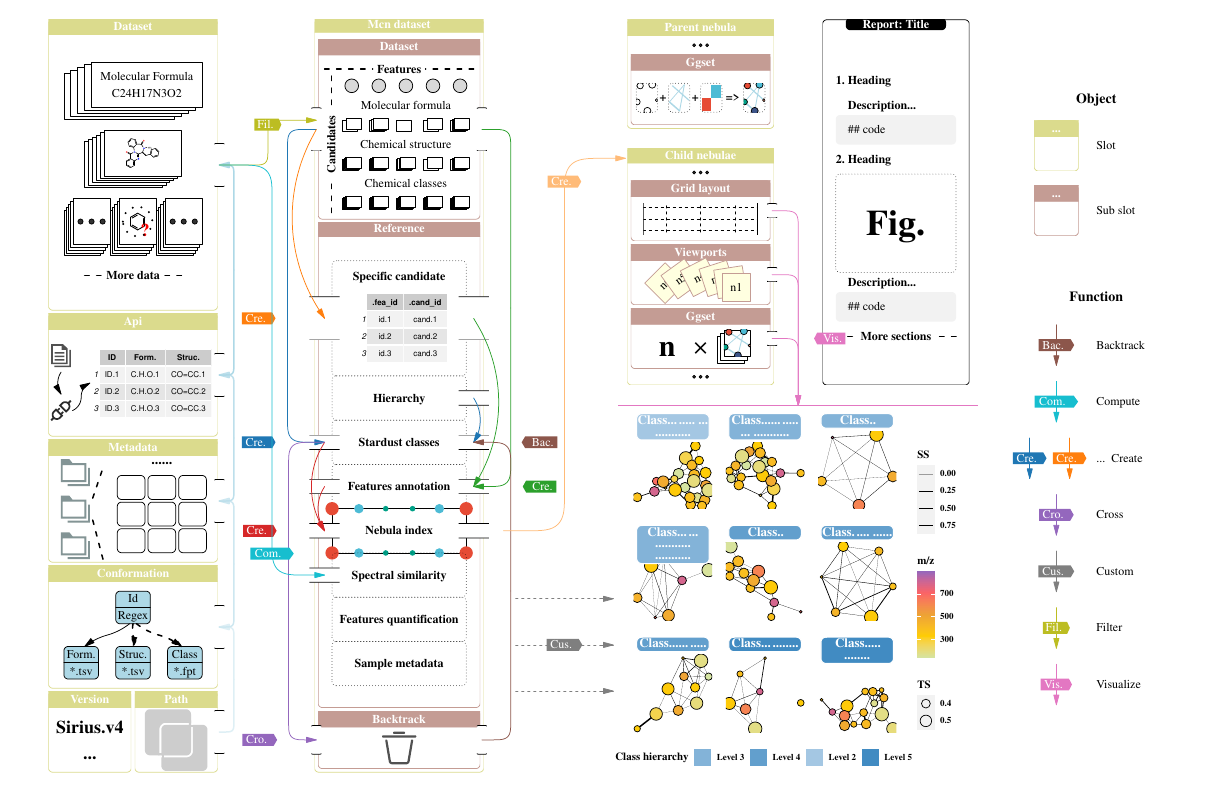 Dataset
Molecular Formula
C24H17N3O2
More data
Api
ID Form. Struc.
1 ID.1 C.H.O.1 CO=CC.1
2 ID.2 C.H.O.2 CO=CC.2
3 ID.3 C.H.O.3 CO=CC.3
Metadata
......
Conformation
Id
Regex
Form. Struc. Class
*.tsv *.tsv *.fpt
Version Path
Sirius.v4
...
Fil.
Cre.
Cre.
Cre.
Com.
Cro.
Mcn dataset
Dataset
Features
Candidates
Molecular formula
Chemical structure
Chemical classes
Reference
Specific candidate
.fea_id .cand_id
1 id.1 cand.1
2 id.2 cand.2
3 id.3 cand.3
Hierarchy
Stardust classes
Features annotation
Nebula index
Spectral similarity
Features quantification
Sample metadata
Backtrack
Cre.
Bac.
Cre.
Cus.
Parent nebula
Ggset
+ + =>
Child nebulae
Grid layout
Viewports
n1
Ggset
n ×
Vis.
Report: Title
1. Heading
Description...
## code
2. Heading
Fig.
Description...
## code
More sections
Class... ..... ...
...........
Class... ..... ...
... ...........
Class..
Class... ...
...........
...........
Class..
Class. .... ......
Class......
Class......
Class.....
........
SS
0.00
0.25
0.50
0.75
m/z
700
500
300
TS
0.4
0.5
Class hierarchy Level 3 Level 4 Level 2 Level 5
Object
... Slot
... Sub slot
Function
Bac. Backtrack
Com. Compute
Cre. Cre. ... Create
Cro. Cross
Cus. Custom
Fil. Filter
Vis. Visualize